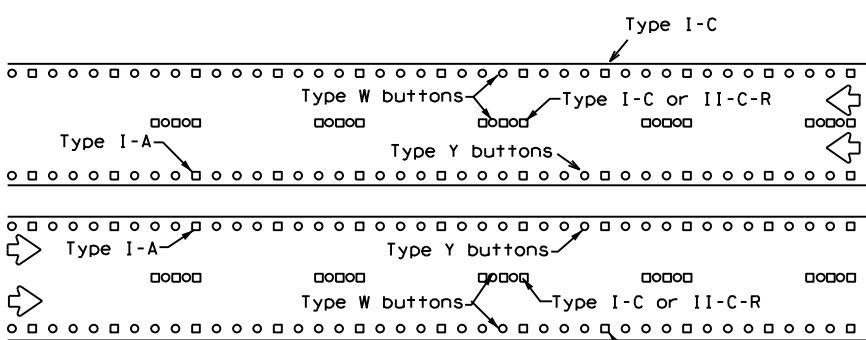 Type I-C
Type W buttons
Type I-C or II-C-R
Type I-A
Type Y buttons
Type I-A
Type Y buttons
Type W buttons
Type I-C or II-C-R